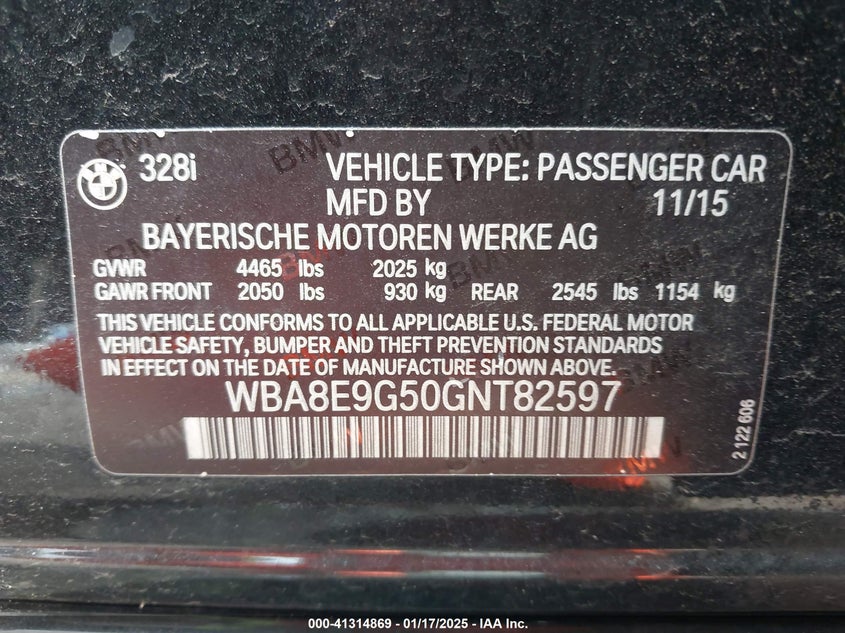 328i VEHICLE TYPE: PASSENGER CAR
MFD BY 11/15
BAYERISCHE MOTOREN WERKE AG
GVWR 4465 lbs 2025 kg
GAWR FRONT 2050 lbs 930 kg REAR 2545 lbs 1154 kg
THIS VEHICLE CONFORMS TO ALL APPLICABLE U.S. FEDERAL MOTOR
VEHICLE SAFETY, BUMPER AND THEFT PREVENTION STANDARDS
IN EFFECT ON THE DATE OF MANUFACTURE SHOWN ABOVE.
WBA8E9G50GNT82597
2 122 606
000-41314869 - 01/17/2025 - IAA Inc.